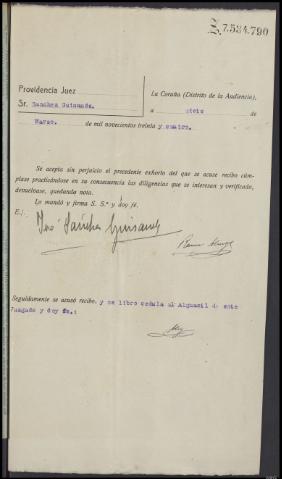 7.534.790
Providencia Juez
Sr. Sanchez Guisande.
La Coruña (Distrito de la Audiencia),
a siete de
Marzo. de mil novecientos treinta y cuatro.
Se acepta sin perjuicio el precedente exhorto del que se acuse recibo cúm-
plase practicándose en su consecuencia las diligencias que se interesan y verificado,
devuélvase, quedando nota.
Lo mandó y firma S. S.ª y doy fé.
E.
José Sánchez Guisande
Seguidamente se acusó recibo, y se libro cedula al Alguacil de este
Juzgado y doy fe.: